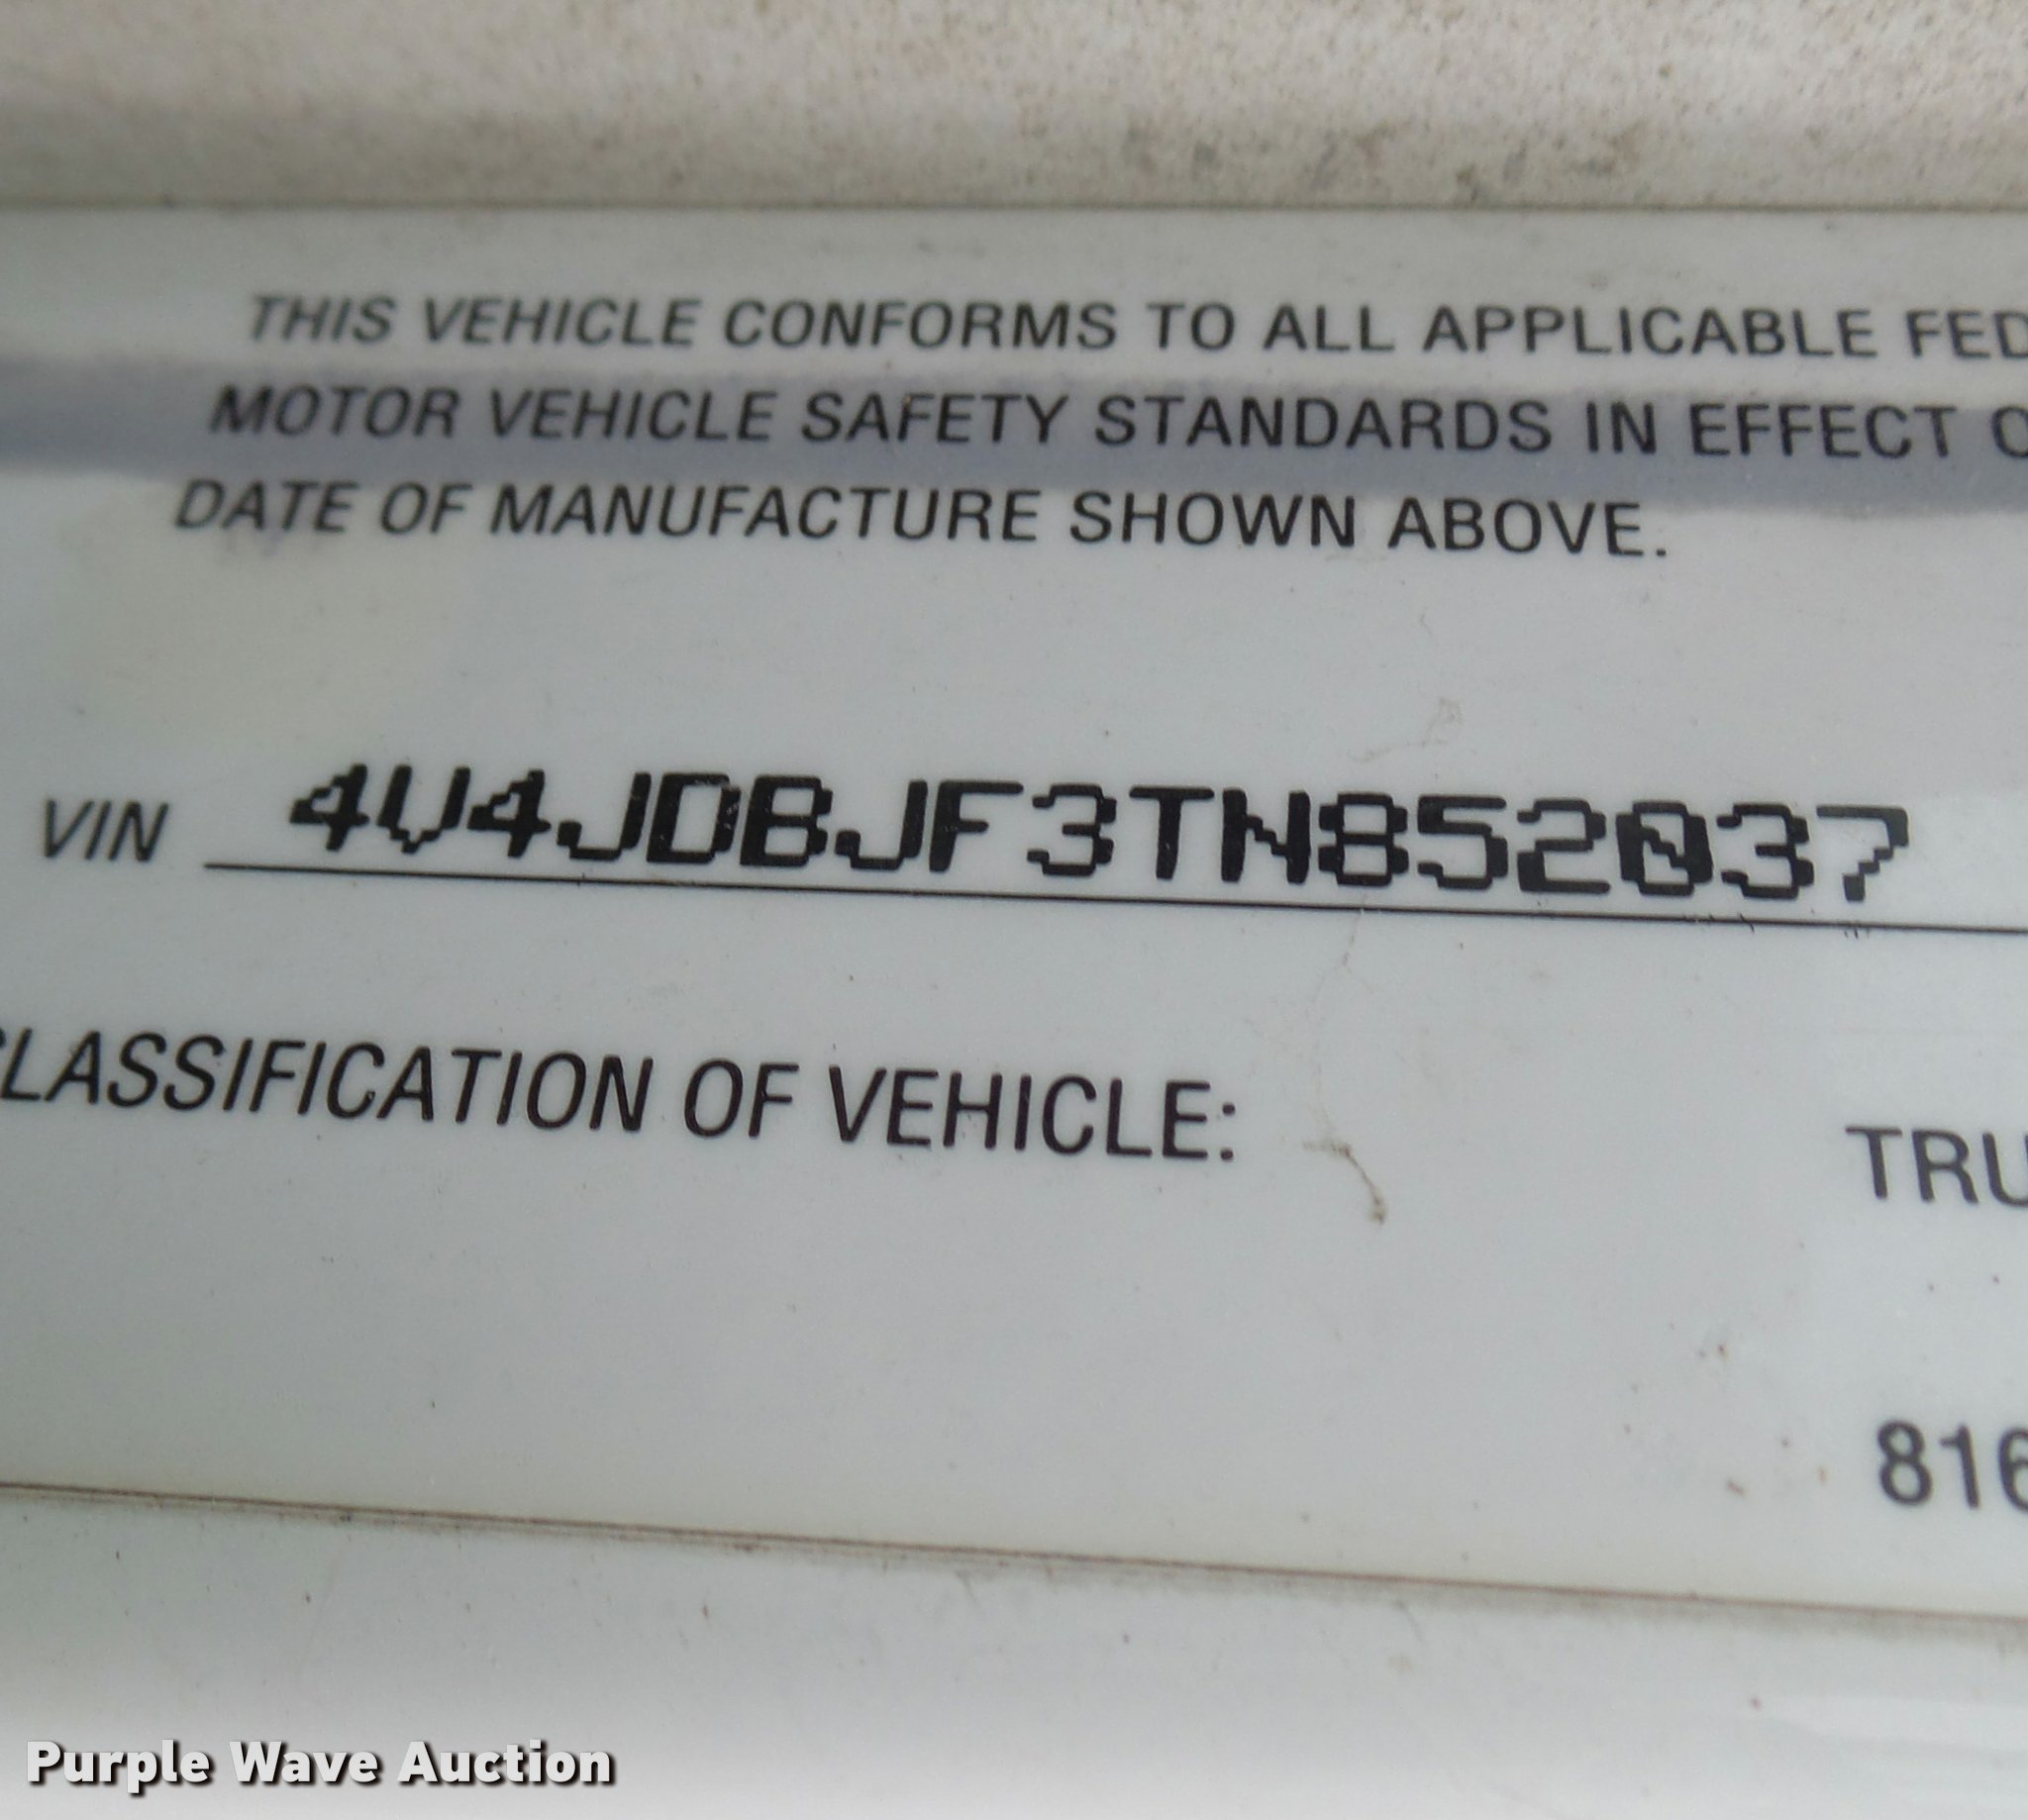 THIS VEHICLE CONFORMS TO ALL APPLICABLE FED
MOTOR VEHICLE SAFETY STANDARDS IN EFFECT O
DATE OF MANUFACTURE SHOWN ABOVE.
VIN 4V4JDBJF3TN852037
CLASSIFICATION OF VEHICLE: TRU
816
Purple Wave Auction